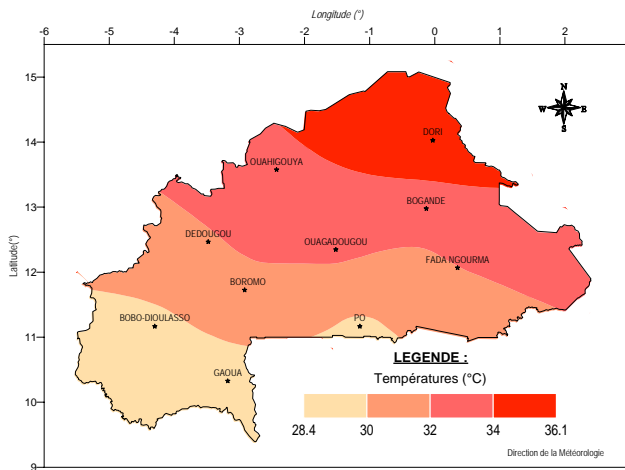 Longitude (°)
-6 -5 -4 -3 -2 -1 0 1 2
15
14
13
12
11
10
9
Latitude(°)
N
W E
S
DORI
OUAHIGOUYA
BOGANDE
DEDOUGOU
OUAGADOUGOU
FADA NGOURMA
BOROMO
BOBO-DIOULASSO
PO
GAOUA
LEGENDE :
Températures (°C)
28.4 30 32 34 36.1
Direction de la Météorologie